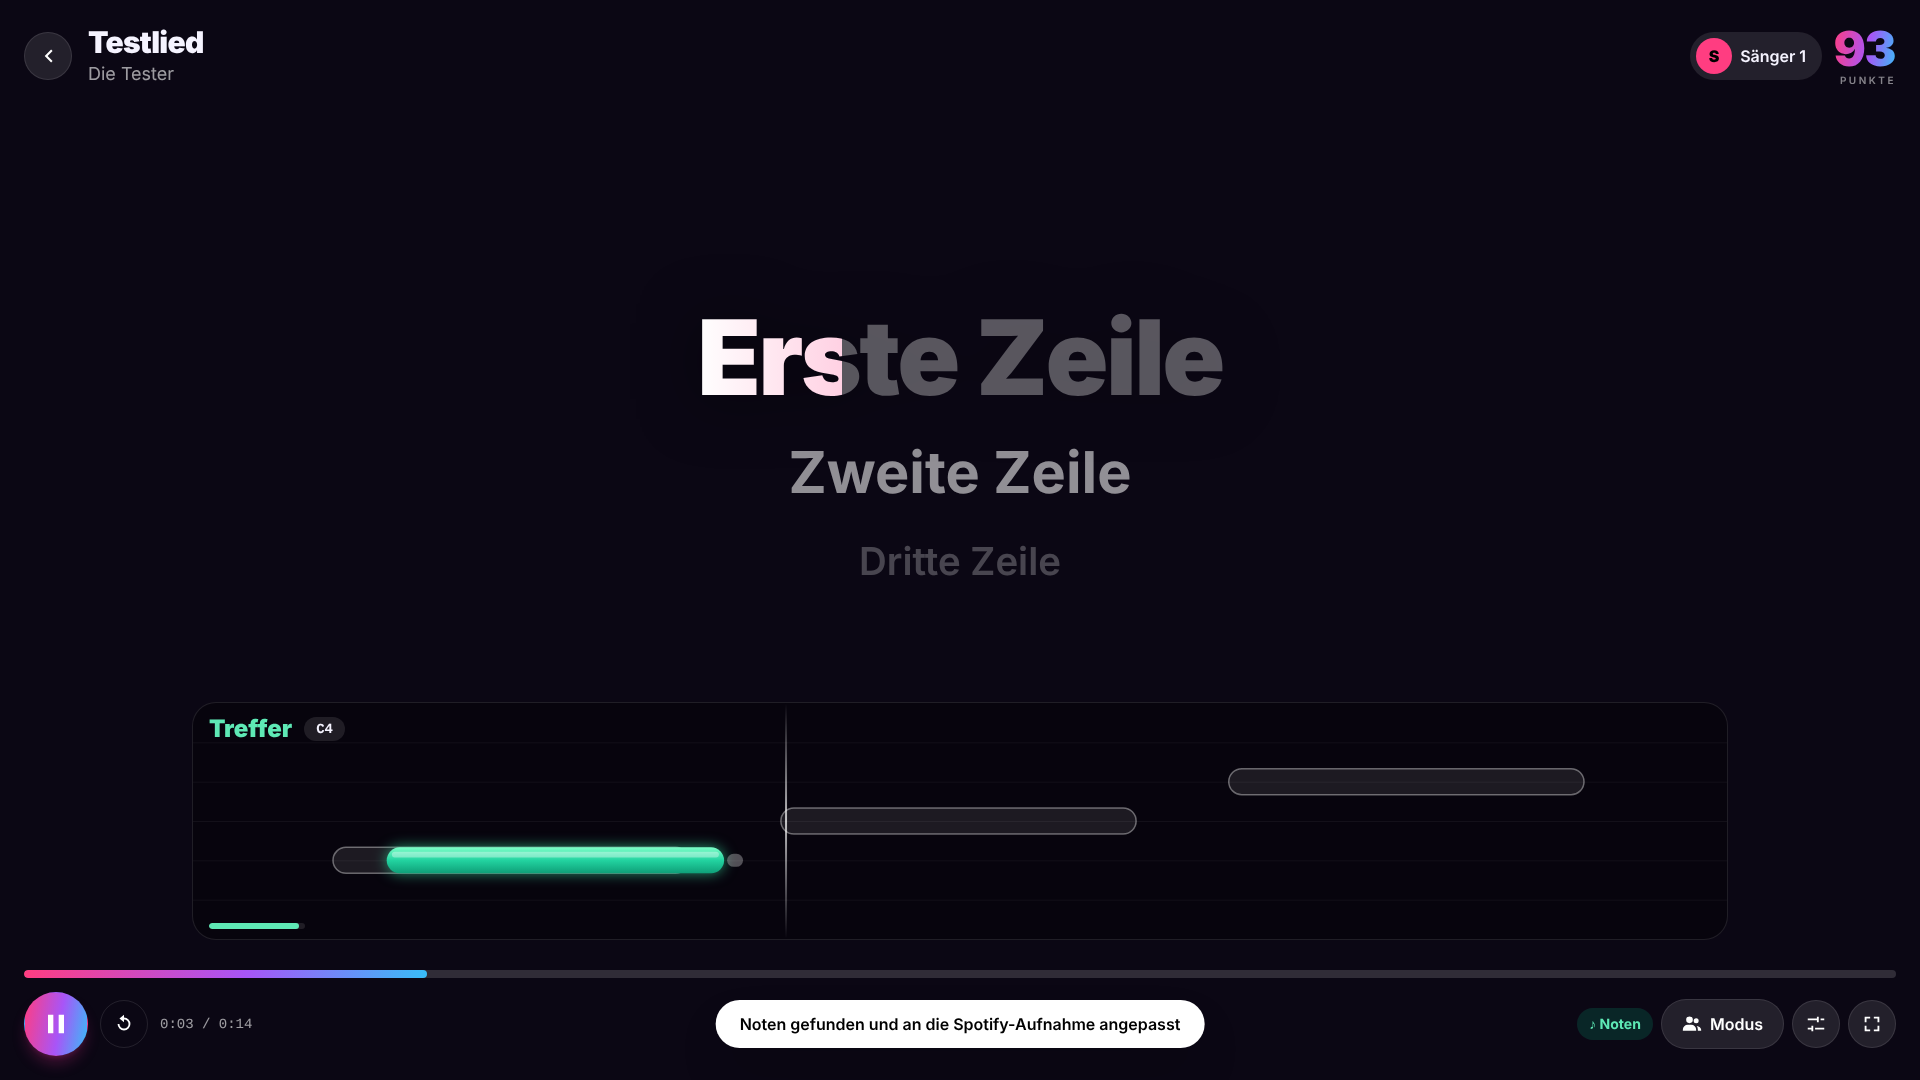 Testlied
Die Tester
S Sänger 1
93
PUNKTE
Erste Zeile
Zweite Zeile
Dritte Zeile
Treffer C4
0:03 / 0:14
Noten gefunden und an die Spotify-Aufnahme angepasst
♪ Noten
Modus